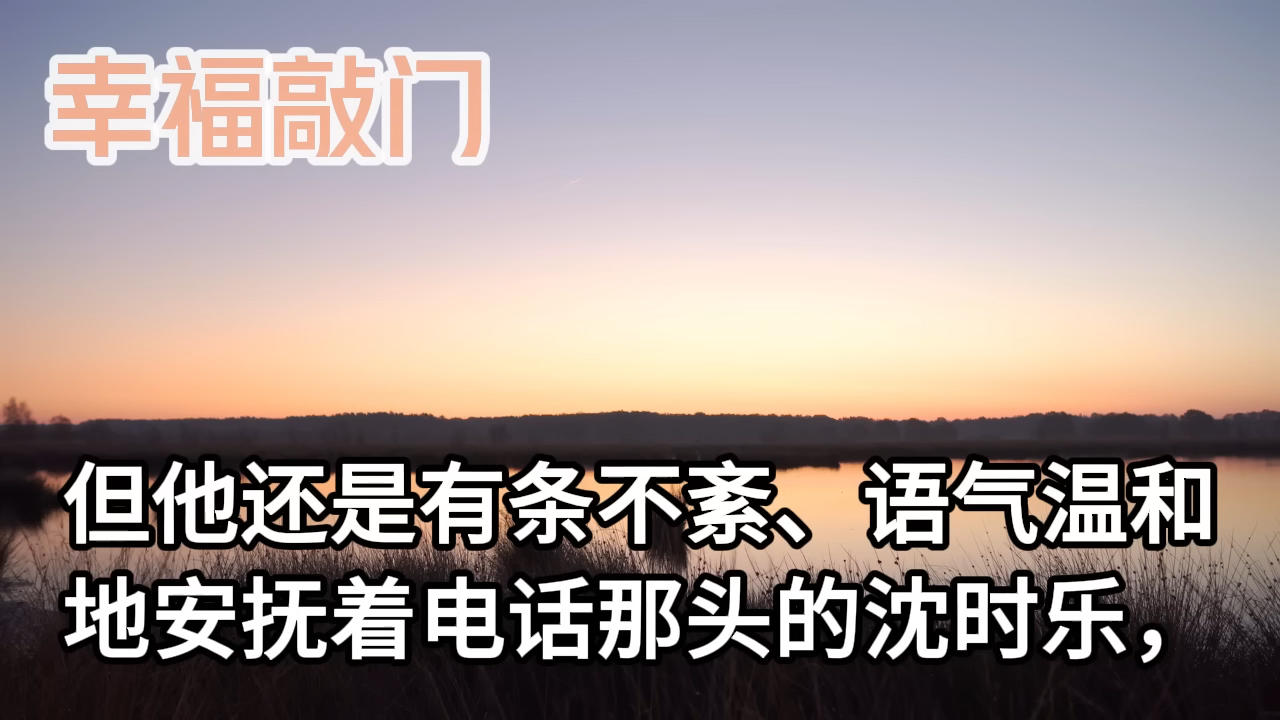 幸福敲门
但他还是有条不紊、语气温和
地安抚着电话那头的沈时乐，